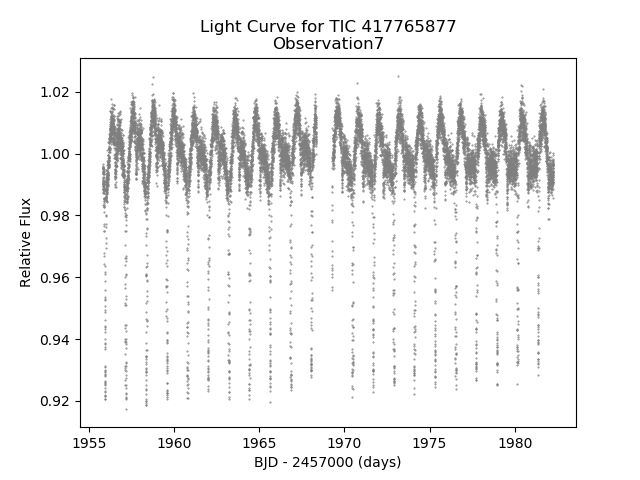 Light Curve for TIC 417765877
Observation7
Relative Flux
1.02
1.00
0.98
0.96
0.94
0.92
1955 1960 1965 1970 1975 1980
BJD - 2457000 (days)